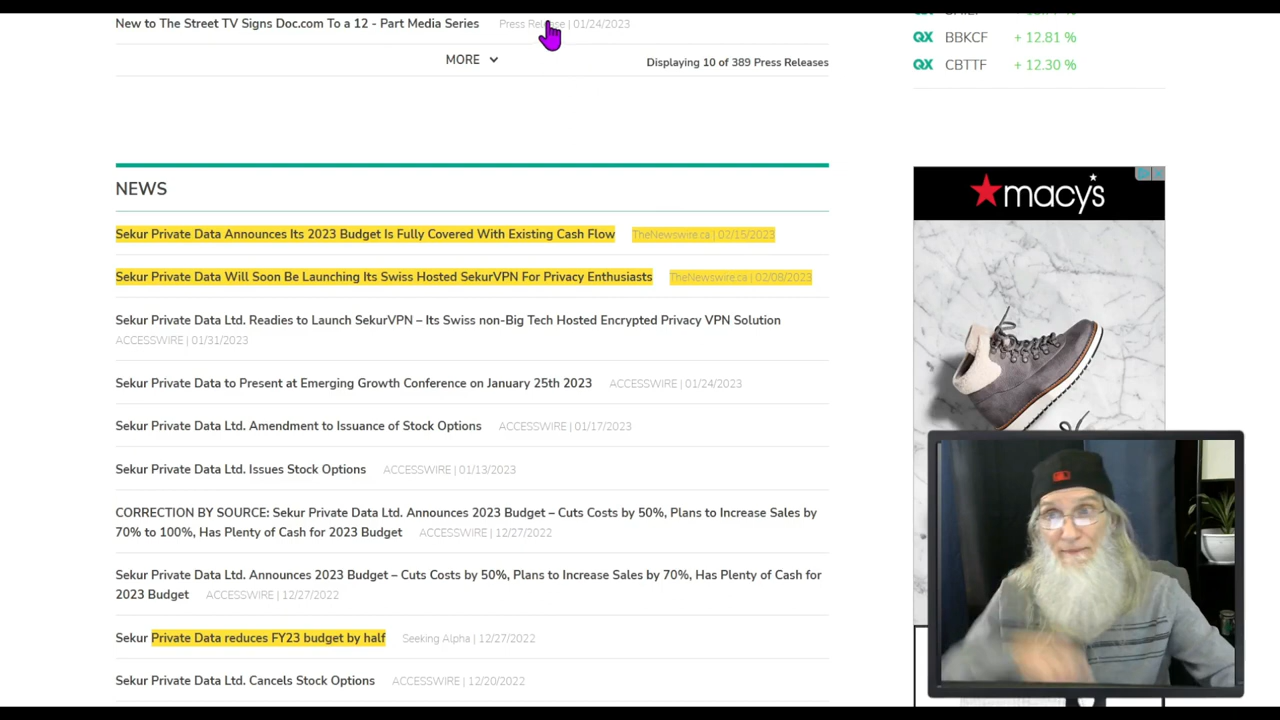 New to The Street TV Signs Doc.com To a 12 - Part Media Series Press Release | 01/24/2023
MORE
Displaying 10 of 389 Press Releases
QX BBKCF + 12.81 %
QX CBTTF + 12.30 %
NEWS
Sekur Private Data Announces Its 2023 Budget Is Fully Covered With Existing Cash Flow TheNewswire.ca | 02/15/2023
Sekur Private Data Will Soon Be Launching Its Swiss Hosted SekurVPN For Privacy Enthusiasts TheNewswire.ca | 02/08/2023
Sekur Private Data Ltd. Readies to Launch SekurVPN – Its Swiss non-Big Tech Hosted Encrypted Privacy VPN Solution
ACCESSWIRE | 01/31/2023
Sekur Private Data to Present at Emerging Growth Conference on January 25th 2023 ACCESSWIRE | 01/24/2023
Sekur Private Data Ltd. Amendment to Issuance of Stock Options ACCESSWIRE | 01/17/2023
Sekur Private Data Ltd. Issues Stock Options ACCESSWIRE | 01/13/2023
CORRECTION BY SOURCE: Sekur Private Data Ltd. Announces 2023 Budget – Cuts Costs by 50%, Plans to Increase Sales by
70% to 100%, Has Plenty of Cash for 2023 Budget ACCESSWIRE | 12/27/2022
Sekur Private Data Ltd. Announces 2023 Budget – Cuts Costs by 50%, Plans to Increase Sales by 70%, Has Plenty of Cash for
2023 Budget ACCESSWIRE | 12/27/2022
Sekur Private Data reduces FY23 budget by half Seeking Alpha | 12/27/2022
Sekur Private Data Ltd. Cancels Stock Options ACCESSWIRE | 12/20/2022
macy's